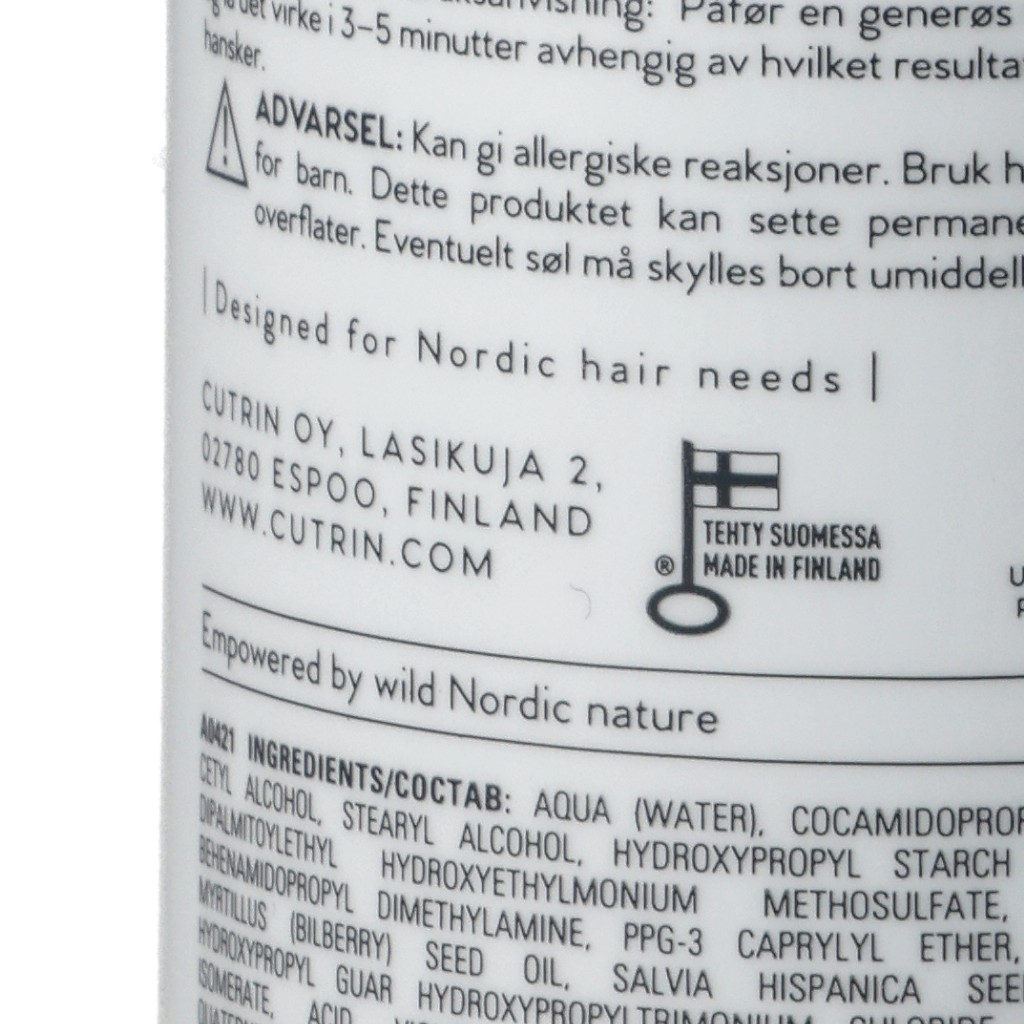 Påfør en generøs
det virke i 3–5 minutter avhengig av hvilket resulta
hansker.
ADVARSEL: Kan gi allergiske reaksjoner. Bruk h
for barn. Dette produktet kan sette permane
overflater. Eventuelt søl må skylles bort umiddell
| Designed for Nordic hair needs |
CUTRIN OY, LASIKUJA 2,
02780 ESPOO, FINLAND
WWW.CUTRIN.COM
TEHTY SUOMESSA
® MADE IN FINLAND
Empowered by wild Nordic nature
A0421 INGREDIENTS/COCTAB: AQUA (WATER), COCAMIDOPROP
CETYL ALCOHOL, STEARYL ALCOHOL, HYDROXYPROPYL STARCH
DIPALMITOYLETHYL HYDROXYETHYLMONIUM METHOSULFATE,
BEHENAMIDOPROPYL DIMETHYLAMINE, PPG-3 CAPRYLYL ETHER,
MYRTILLUS (BILBERRY) SEED OIL, SALVIA HISPANICA SEE
HYDROXYPROPYL GUAR HYDROXYPROPYLTRIMONIUM CHLORIDE
ISOMERATE, ACID